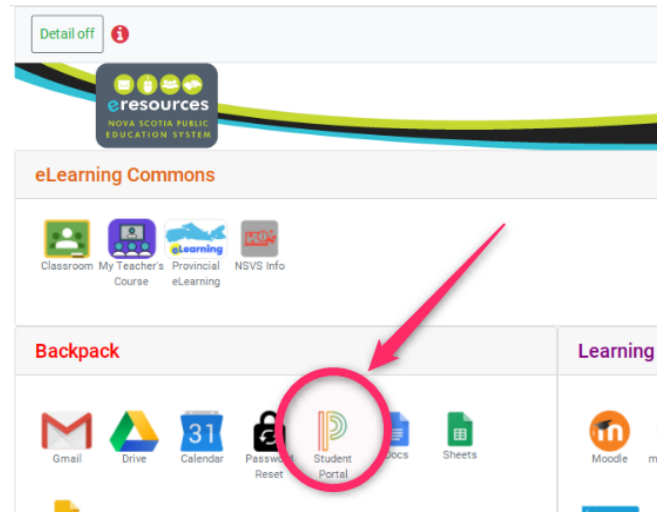 Detail off
eresources
NOVA SCOTIA PUBLIC
EDUCATION SYSTEM
eLearning Commons
eLearning
Classroom My Teacher's Provincial NSVS Info
Course eLearning
Backpack
Learning
31
Gmail Drive Calendar Password Student Docs Sheets
Reset Portal
Moodle